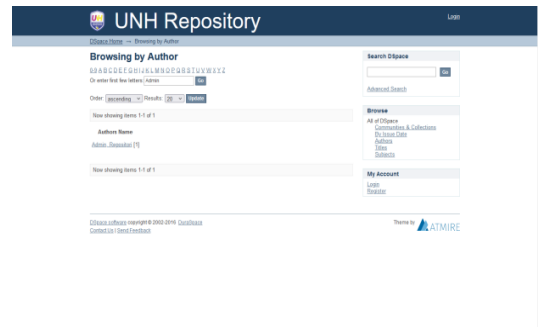 UNH Repository
Login
DSpace Home → Browsing by Author
Browsing by Author
0-9 A B C D E F G H I J K L M N O P Q R S T U V W X Y Z
Or enter first few letters: Admin Go
Order: ascending Results: 20 Update
Now showing items 1-1 of 1
Authors Name
Admin, Repositori [1]
Now showing items 1-1 of 1
Search DSpace
Go
Advanced Search
Browse
All of DSpace
Communities & Collections
By Issue Date
Authors
Titles
Subjects
My Account
Login
Register
DSpace software copyright © 2002-2016 DuraSpace
Contact Us | Send Feedback
Theme by ATMIRE